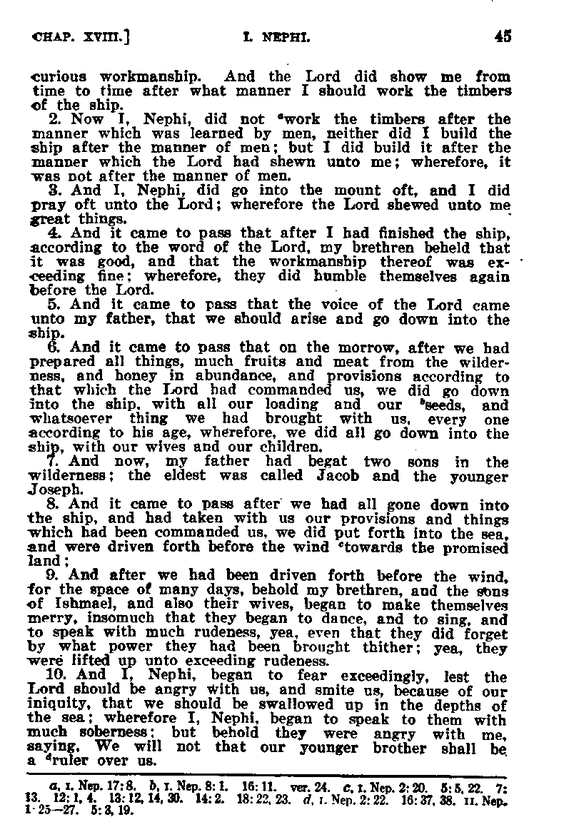 CHAP. XVIII.] I. NEPHI. 45
curious workmanship. And the Lord did show me from
time to time after what manner I should work the timbers
of the ship.
2. Now I, Nephi, did not ᵃwork the timbers after the
manner which was learned by men, neither did I build the
ship after the manner of men; but I did build it after the
manner which the Lord had shewn unto me; wherefore, it
was not after the manner of men.
3. And I, Nephi, did go into the mount oft, and I did
pray oft unto the Lord; wherefore the Lord shewed unto me
great things.
4. And it came to pass that after I had finished the ship,
according to the word of the Lord, my brethren beheld that
it was good, and that the workmanship thereof was ex-
ceeding fine; wherefore, they did humble themselves again
before the Lord.
5. And it came to pass that the voice of the Lord came
unto my father, that we should arise and go down into the
ship.
6. And it came to pass that on the morrow, after we had
prepared all things, much fruits and meat from the wilder-
ness, and honey in abundance, and provisions according to
that which the Lord had commanded us, we did go down
into the ship, with all our loading and our ᵇseeds, and
whatsoever thing we had brought with us, every one
according to his age, wherefore, we did all go down into the
ship, with our wives and our children.
7. And now, my father had begat two sons in the
wilderness; the eldest was called Jacob and the younger
Joseph.
8. And it came to pass after we had all gone down into
the ship, and had taken with us our provisions and things
which had been commanded us, we did put forth into the sea,
and were driven forth before the wind ᶜtowards the promised
land;
9. And after we had been driven forth before the wind,
for the space of many days, behold my brethren, and the sons
of Ishmael, and also their wives, began to make themselves
merry, insomuch that they began to dance, and to sing, and
to speak with much rudeness, yea, even that they did forget
by what power they had been brought thither; yea, they
were lifted up unto exceeding rudeness.
10. And I, Nephi, began to fear exceedingly, lest the
Lord should be angry with us, and smite us, because of our
iniquity, that we should be swallowed up in the depths of
the sea; wherefore I, Nephi, began to speak to them with
much soberness; but behold they were angry with me,
saying, We will not that our younger brother shall be
a ᵈruler over us.
a, I. Nep. 17:8. b, I. Nep. 8:1. 16:11. ver. 24. c, I. Nep. 2:20. 5:5, 22. 7:
13. 12:1, 4. 13:12, 14, 30. 14:2. 18:22, 23. d, I. Nep. 2:22. 16:37, 38. II. Nep.
1:25—27. 5:3, 19.